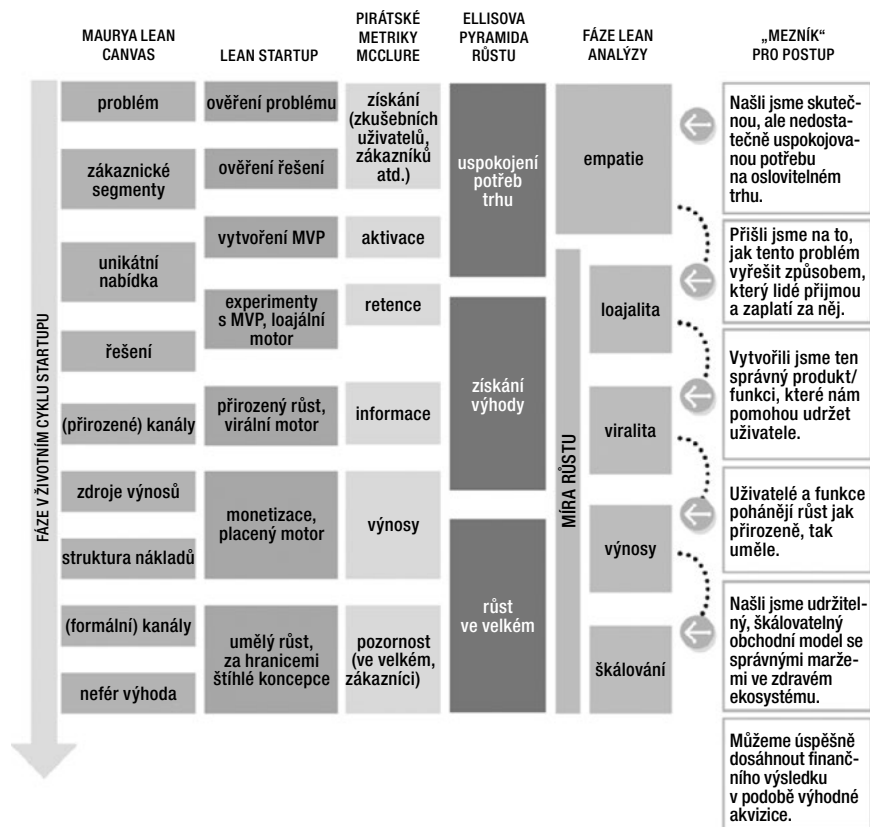 MAURYA LEAN
CANVAS
LEAN STARTUP
PIRÁTSKÉ
METRIKY
MCCLURE
ELLISOVA
PYRAMIDA
RŮSTU
FÁZE LEAN
ANALÝZY
„MEZNÍK“
PRO POSTUP
FÁZE V ŽIVOTNÍM CYKLU STARTUPU
problém
zákaznické
segmenty
unikátní
nabídka
řešení
(přirozené) kanály
zdroje výnosů
struktura nákladů
(formální) kanály
nefér výhoda
ověření problému
ověření řešení
vytvoření MVP
experimenty
s MVP, loajální
motor
přirozený růst,
virální motor
monetizace,
placený motor
umělý růst,
za hranicemi
štíhlé koncepce
získání
(zkušebních
uživatelů,
zákazníků
atd.)
aktivace
retence
informace
výnosy
pozornost
(ve velkém,
zákazníci)
uspokojení
potřeb
trhu
získání
výhody
růst
ve velkém
empatie
MÍRA RŮSTU
loajalita
viralita
výnosy
škálování
Našli jsme skuteč-
nou, ale nedosta-
tečně uspokojova-
nou potřebu
na oslovitelném
trhu.
Přišli jsme na to,
jak tento problém
vyřešit způsobem,
který lidé přijmou
a zaplatí za něj.
Vytvořili jsme ten
správný produkt/
funkci, které nám
pomohou udržet
uživatele.
Uživatelé a funkce
pohánějí růst jak
přirozeně, tak
uměle.
Našli jsme udržitel-
ný, škálovatelný
obchodní model se
správnými marže-
mi ve zdravém
ekosystému.
Můžeme úspěšně
dosáhnout finanč-
ního výsledku
v podobě výhodné
akvizice.